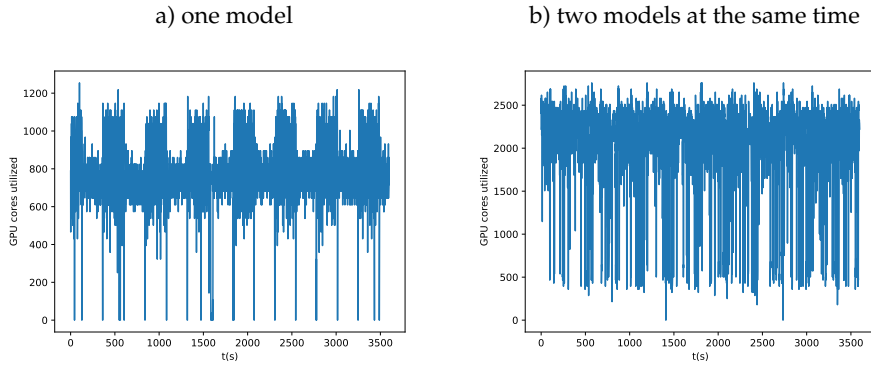 a) one model
1200
1000
800
600
400
200
0
GPU cores utilized
0 500 1000 1500 2000 2500 3000 3500
t(s)
b) two models at the same time
2500
2000
1500
1000
500
0
GPU cores utilized
0 500 1000 1500 2000 2500 3000 3500
t(s)